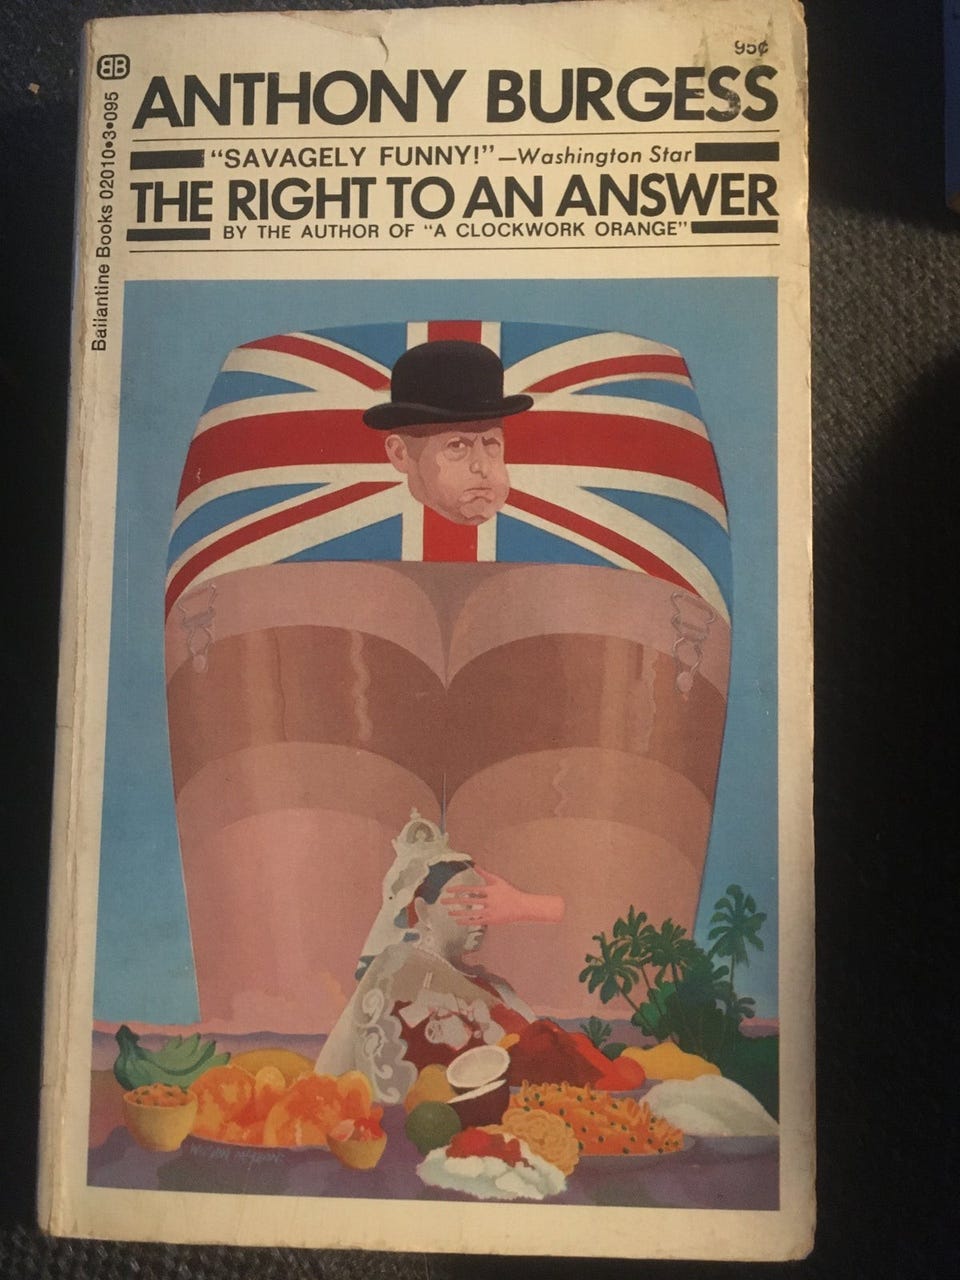 BB
95¢
ANTHONY BURGESS
"SAVAGELY FUNNY!"—Washington Star
THE RIGHT TO AN ANSWER
BY THE AUTHOR OF "A CLOCKWORK ORANGE"
Ballantine Books 02010•3•095